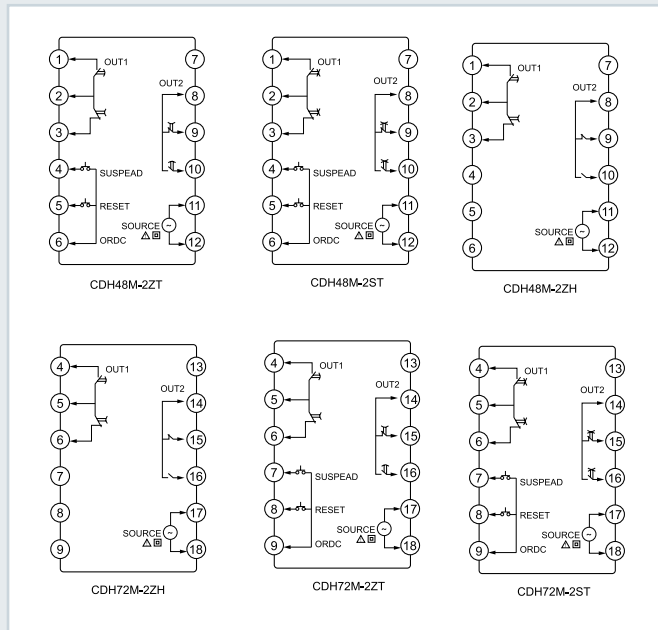 1 OUT1 7
2 OUT2 8
3 9
4 SUSPEAD 10
5 RESET 11
SOURCE ~
6 ORDC 12
CDH48M-2ZT
1 OUT1 7
2 OUT2 8
3 9
4 SUSPEAD 10
5 RESET 11
SOURCE ~
6 ORDC 12
CDH48M-2ST
1 OUT1 7
2 OUT2 8
3 9
4 10
5 11
SOURCE ~
6 12
CDH48M-2ZH
4 OUT1 13
5 OUT2 14
6 15
7 16
8 17
SOURCE ~
9 18
CDH72M-2ZH
4 OUT1 13
5 OUT2 14
6 15
7 SUSPEAD 16
8 RESET 17
SOURCE ~
9 ORDC 18
CDH72M-2ZT
4 OUT1 13
5 OUT2 14
6 15
7 SUSPEAD 16
8 RESET 17
SOURCE ~
9 ORDC 18
CDH72M-2ST